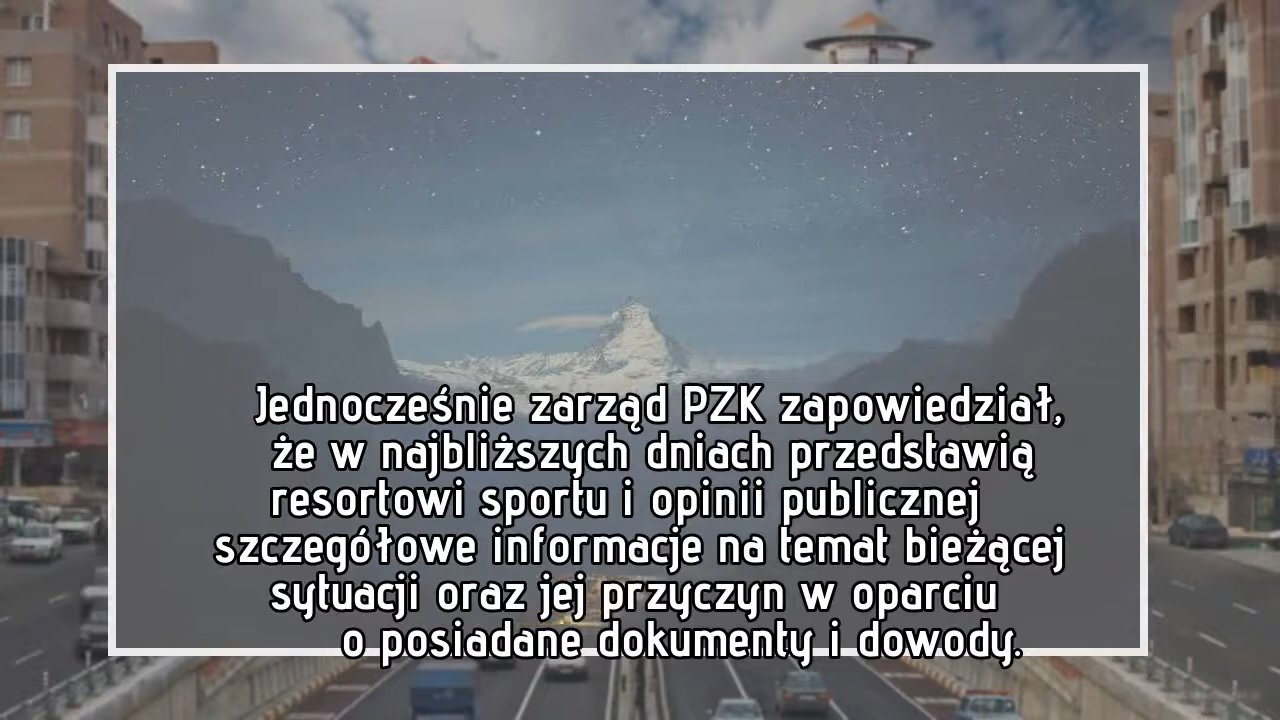 Jednocześnie zarząd PZK zapowiedział,
że w najbliższych dniach przedstawią
resortowi sportu i opinii publicznej
szczegółowe informacje na temat bieżącej
sytuacji oraz jej przyczyn w oparciu
o posiadane dokumenty i dowody.